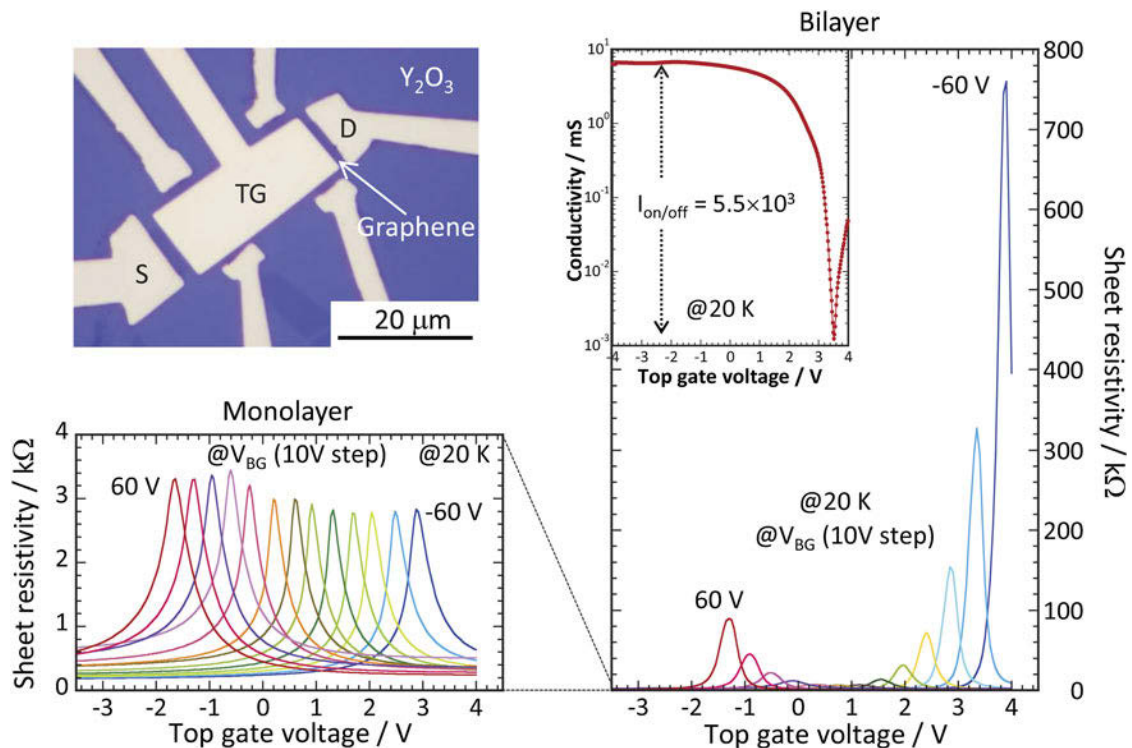 Y₂O₃
D
TG
Graphene
S
20 μm
Monolayer
Sheet resistivity / kΩ
4
3
2
1
0
@V_BG (10V step) @20 K
60 V
-60 V
-3 -2 -1 0 1 2 3 4
Top gate voltage / V
Bilayer
Conductivity / mS
10¹
10⁰
10⁻¹
10⁻²
10⁻³
I_on/off = 5.5×10³
@20 K
-4 -3 -2 -1 0 1 2 3 4
Top gate voltage / V
-60 V
@20 K
@V_BG (10V step)
60 V
800
700
600
500
400
300
200
100
0
Sheet resistivity / kΩ
-3 -2 -1 0 1 2 3 4
Top gate voltage / V